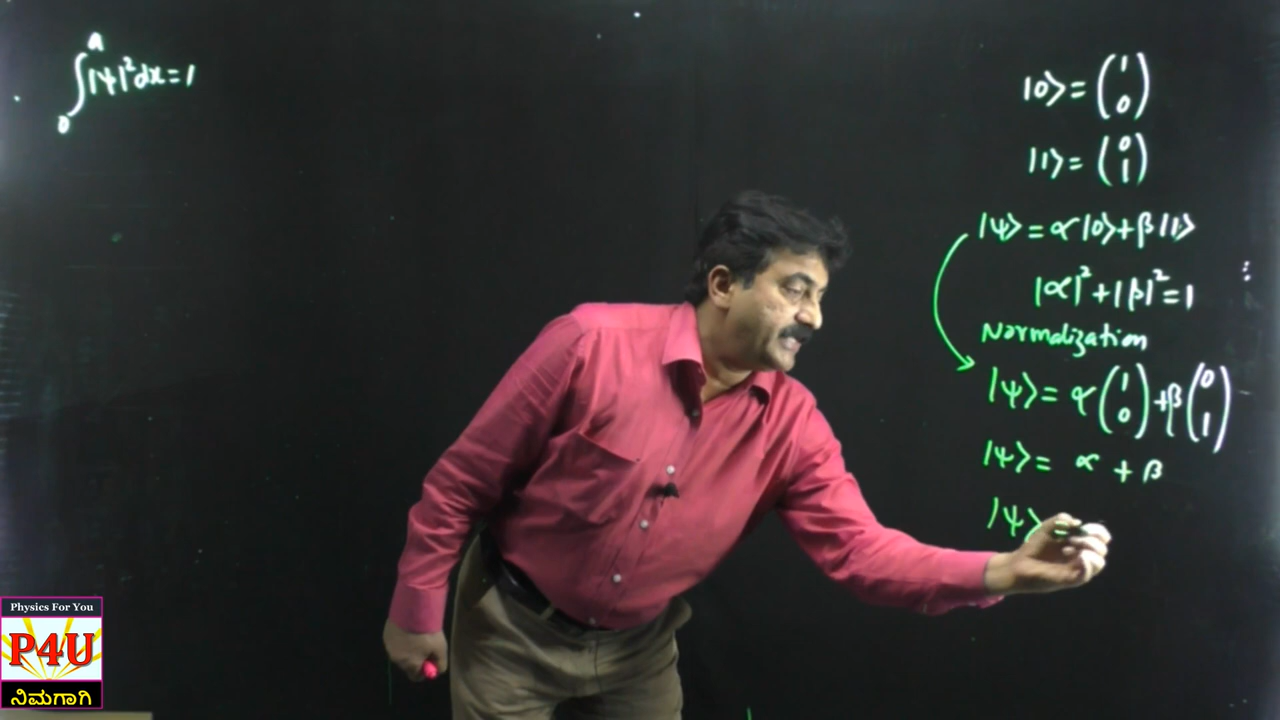 ∫₀ᵃ |ψ|² dx = 1
|0⟩ = (1 0)
|1⟩ = (0 1)
|ψ⟩ = α|0⟩ + β|1⟩
|α|² + |β|² = 1
Normalization
|ψ⟩ = α(1 0) + β(0 1)
|ψ⟩ = α + β
|ψ⟩ =
Physics For You
P4U
ನಿಮಗಾಗಿ